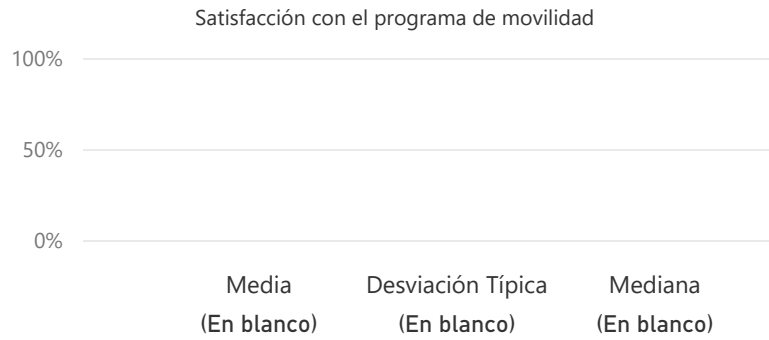 Satisfacción con el programa de movilidad
100%
50%
0%
Media Desviación Típica Mediana
(En blanco) (En blanco) (En blanco)